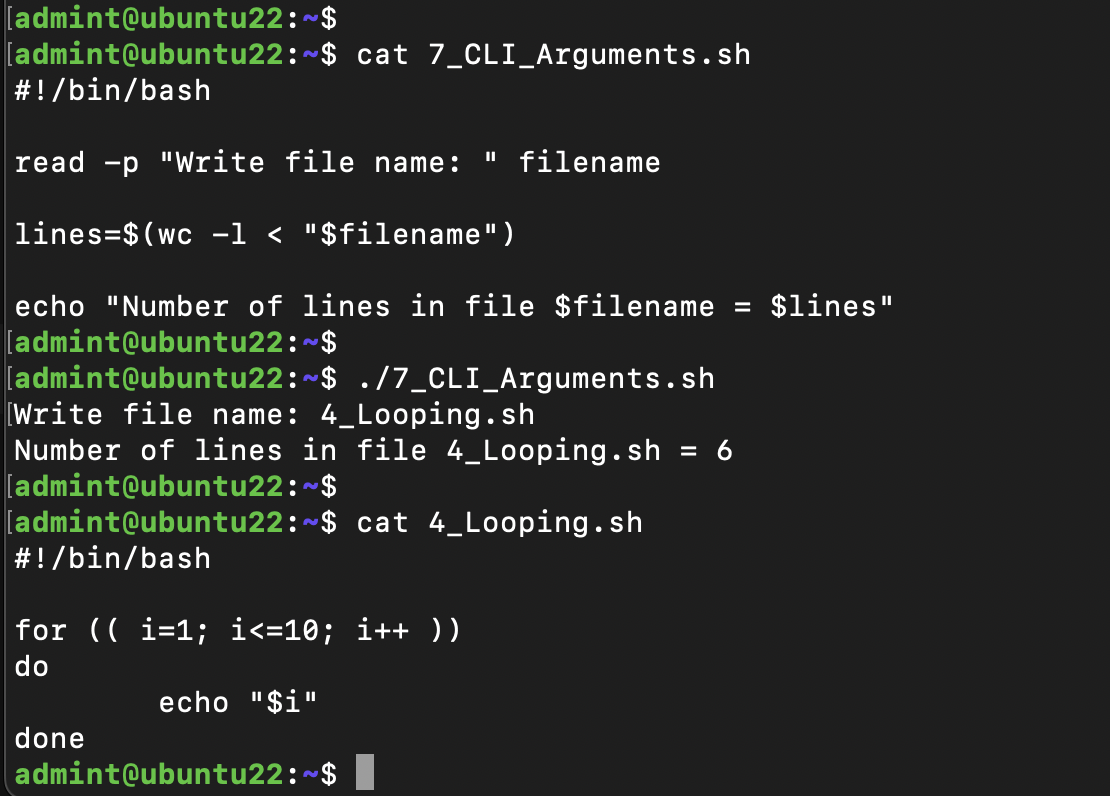 [admint@ubuntu22:~$
[admint@ubuntu22:~$ cat 7_CLI_Arguments.sh
#!/bin/bash

read -p "Write file name: " filename

lines=$(wc -l < "$filename")

echo "Number of lines in file $filename = $lines"
[admint@ubuntu22:~$
[admint@ubuntu22:~$ ./7_CLI_Arguments.sh
[Write file name: 4_Looping.sh
Number of lines in file 4_Looping.sh = 6
[admint@ubuntu22:~$
[admint@ubuntu22:~$ cat 4_Looping.sh
#!/bin/bash

for (( i=1; i<=10; i++ ))
do
        echo "$i"
done
admint@ubuntu22:~$